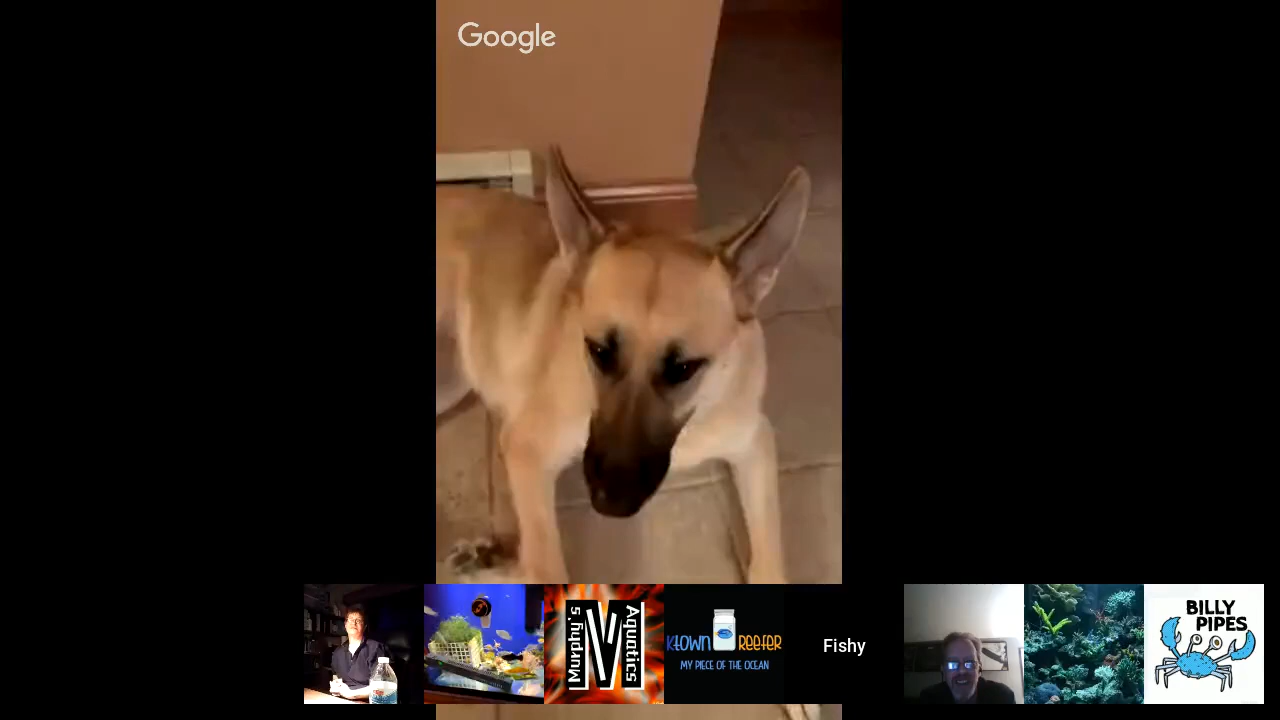 Google
Murphy's
Aquatics
KTOWN REEFER
MY PIECE OF THE OCEAN
Fishy
BILLY
PIPES